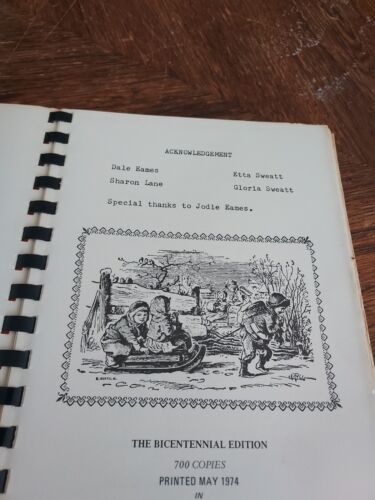 ACKNOWLEDGEMENT
Dale Eames Etta Sweatt
Sharon Lane Gloria Sweatt
Special thanks to Jodie Eames.
THE BICENTENNIAL EDITION
700 COPIES
PRINTED MAY 1974
IN